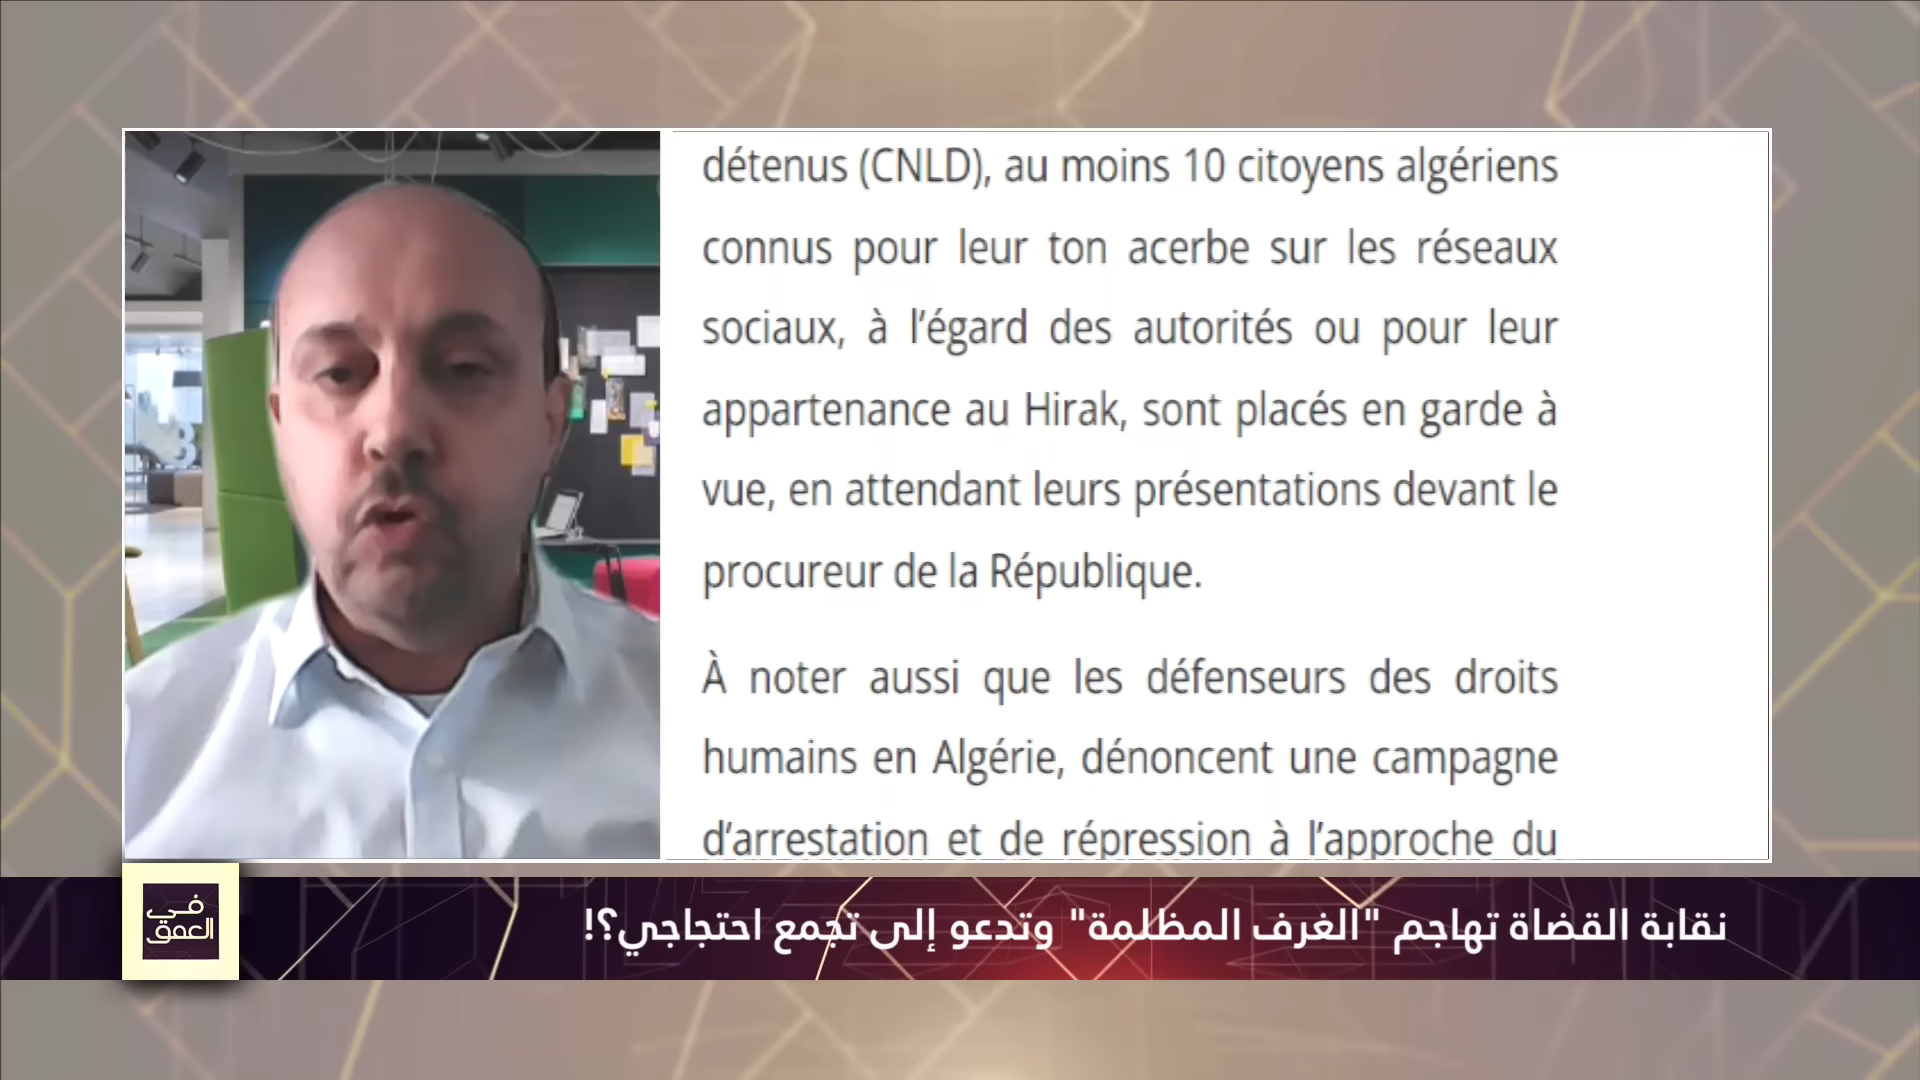 détenus (CNLD), au moins 10 citoyens algériens
connus pour leur ton acerbe sur les réseaux
sociaux, à l’égard des autorités ou pour leur
appartenance au Hirak, sont placés en garde à
vue, en attendant leurs présentations devant le
procureur de la République.
À noter aussi que les défenseurs des droits
humains en Algérie, dénoncent une campagne
d’arrestation et de répression à l’approche du
نقابة القضاة تهاجم "الغرف المظلمة" وتدعو إلى تجمع احتجاجي؟!
في
العمق